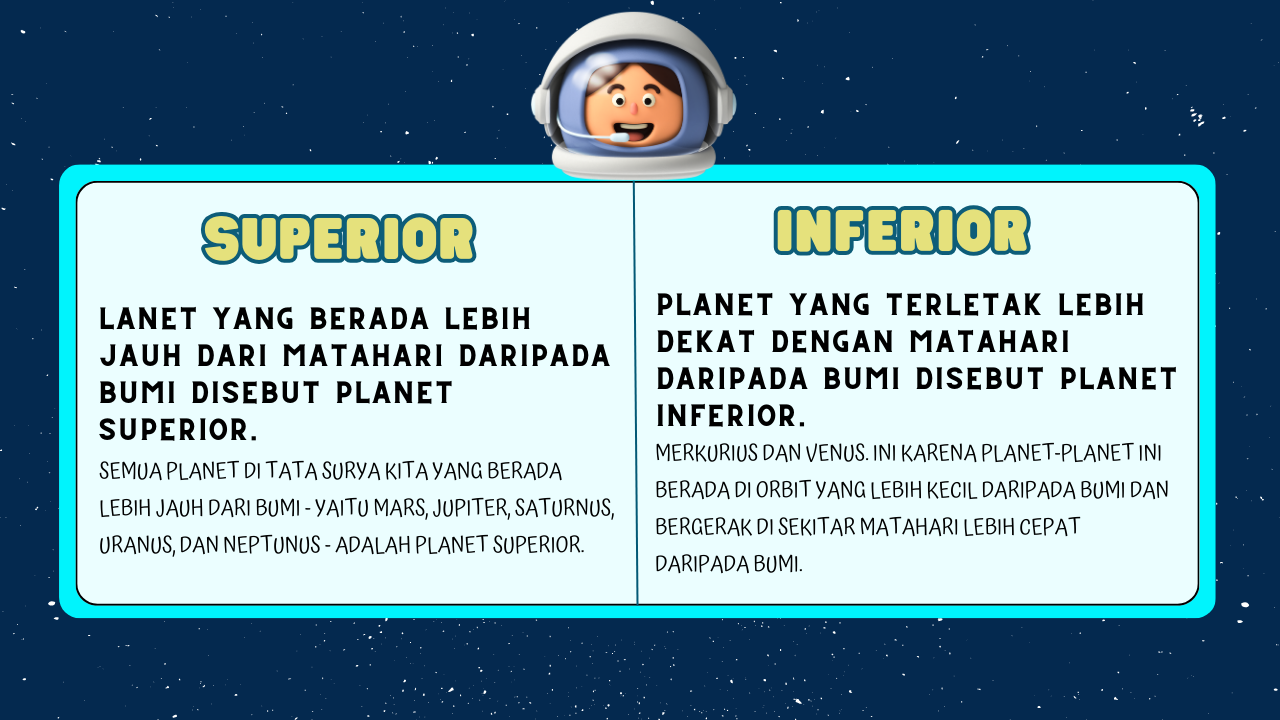 SUPERIOR
LANET YANG BERADA LEBIH
JAUH DARI MATAHARI DARIPADA
BUMI DISEBUT PLANET
SUPERIOR.
SEMUA PLANET DI TATA SURYA KITA YANG BERADA
LEBIH JAUH DARI BUMI - YAITU MARS, JUPITER, SATURNUS,
URANUS, DAN NEPTUNUS - ADALAH PLANET SUPERIOR.
INFERIOR
PLANET YANG TERLETAK LEBIH
DEKAT DENGAN MATAHARI
DARIPADA BUMI DISEBUT PLANET
INFERIOR.
MERKURIUS DAN VENUS. INI KARENA PLANET-PLANET INI
BERADA DI ORBIT YANG LEBIH KECIL DARIPADA BUMI DAN
BERGERAK DI SEKITAR MATAHARI LEBIH CEPAT
DARIPADA BUMI.